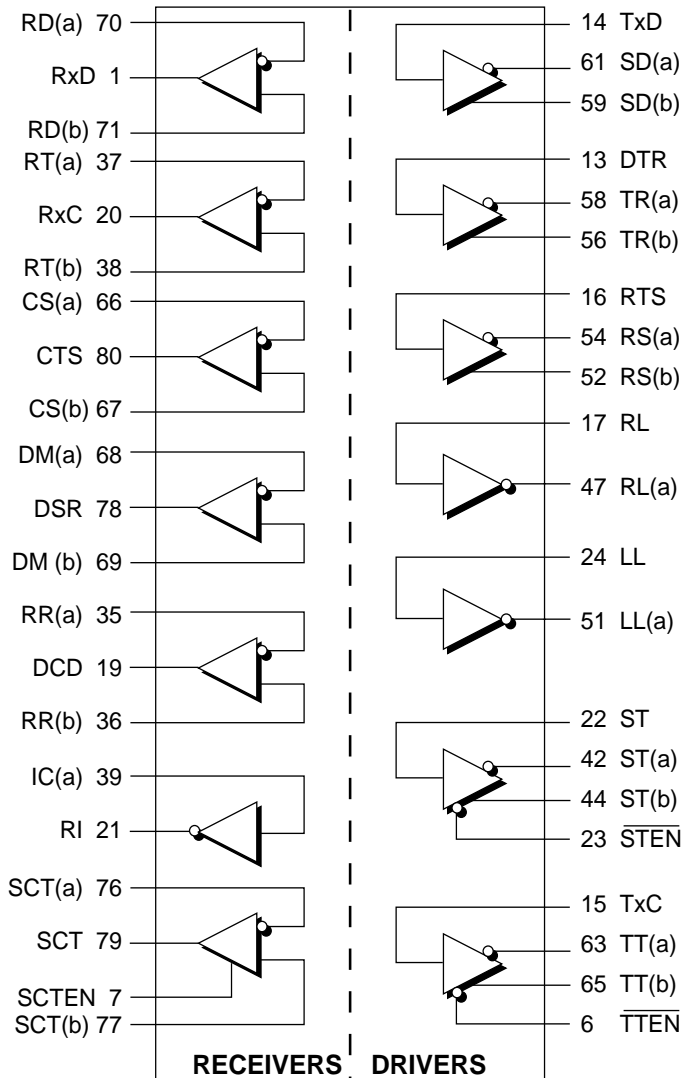 RD(a) 70
RxD 1
RD(b) 71
RT(a) 37
RxC 20
RT(b) 38
CS(a) 66
CTS 80
CS(b) 67
DM(a) 68
DSR 78
DM (b) 69
RR(a) 35
DCD 19
RR(b) 36
IC(a) 39
RI 21
SCT(a) 76
SCT 79
SCTEN 7
SCT(b) 77
14 TxD
61 SD(a)
59 SD(b)
13 DTR
58 TR(a)
56 TR(b)
16 RTS
54 RS(a)
52 RS(b)
17 RL
47 RL(a)
24 LL
51 LL(a)
22 ST
42 ST(a)
44 ST(b)
23 S̅T̅E̅N̅
15 TxC
63 TT(a)
65 TT(b)
6 T̅T̅E̅N̅
RECEIVERS DRIVERS